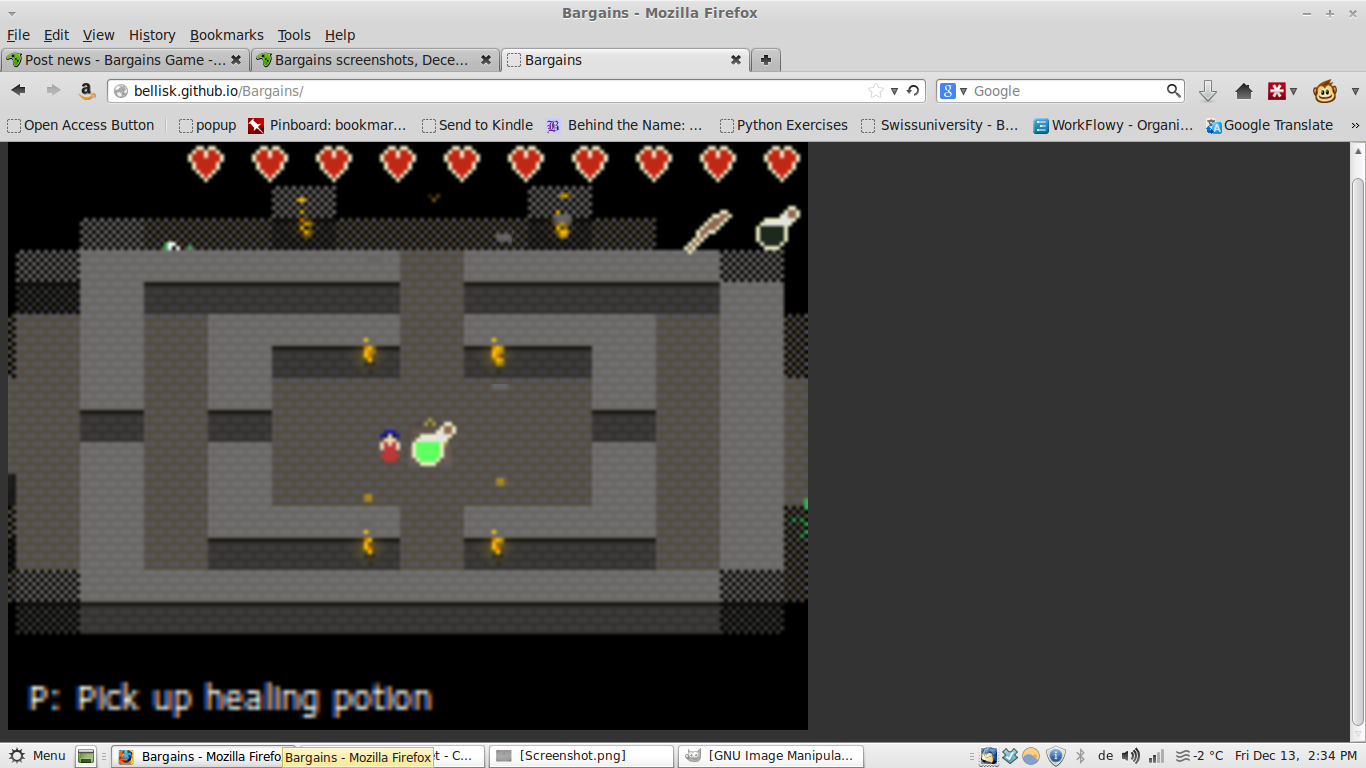 Bargains - Mozilla Firefox
File Edit View History Bookmarks Tools Help
Post news - Bargains Game -... Bargains screenshots, Dece... Bargains
bellisk.github.io/Bargains/ Google
Open Access Button popup Pinboard: bookmar... Send to Kindle Behind the Name: ... Python Exercises Swissuniversity - B... WorkFlowy - Organi... Google Translate »
P: Pick up healing potion
Menu Bargains - Mozilla Firefo Bargains - Mozilla Firefox t - C... [Screenshot.png] [GNU Image Manipula... de -2 °C Fri Dec 13, 2:34 PM